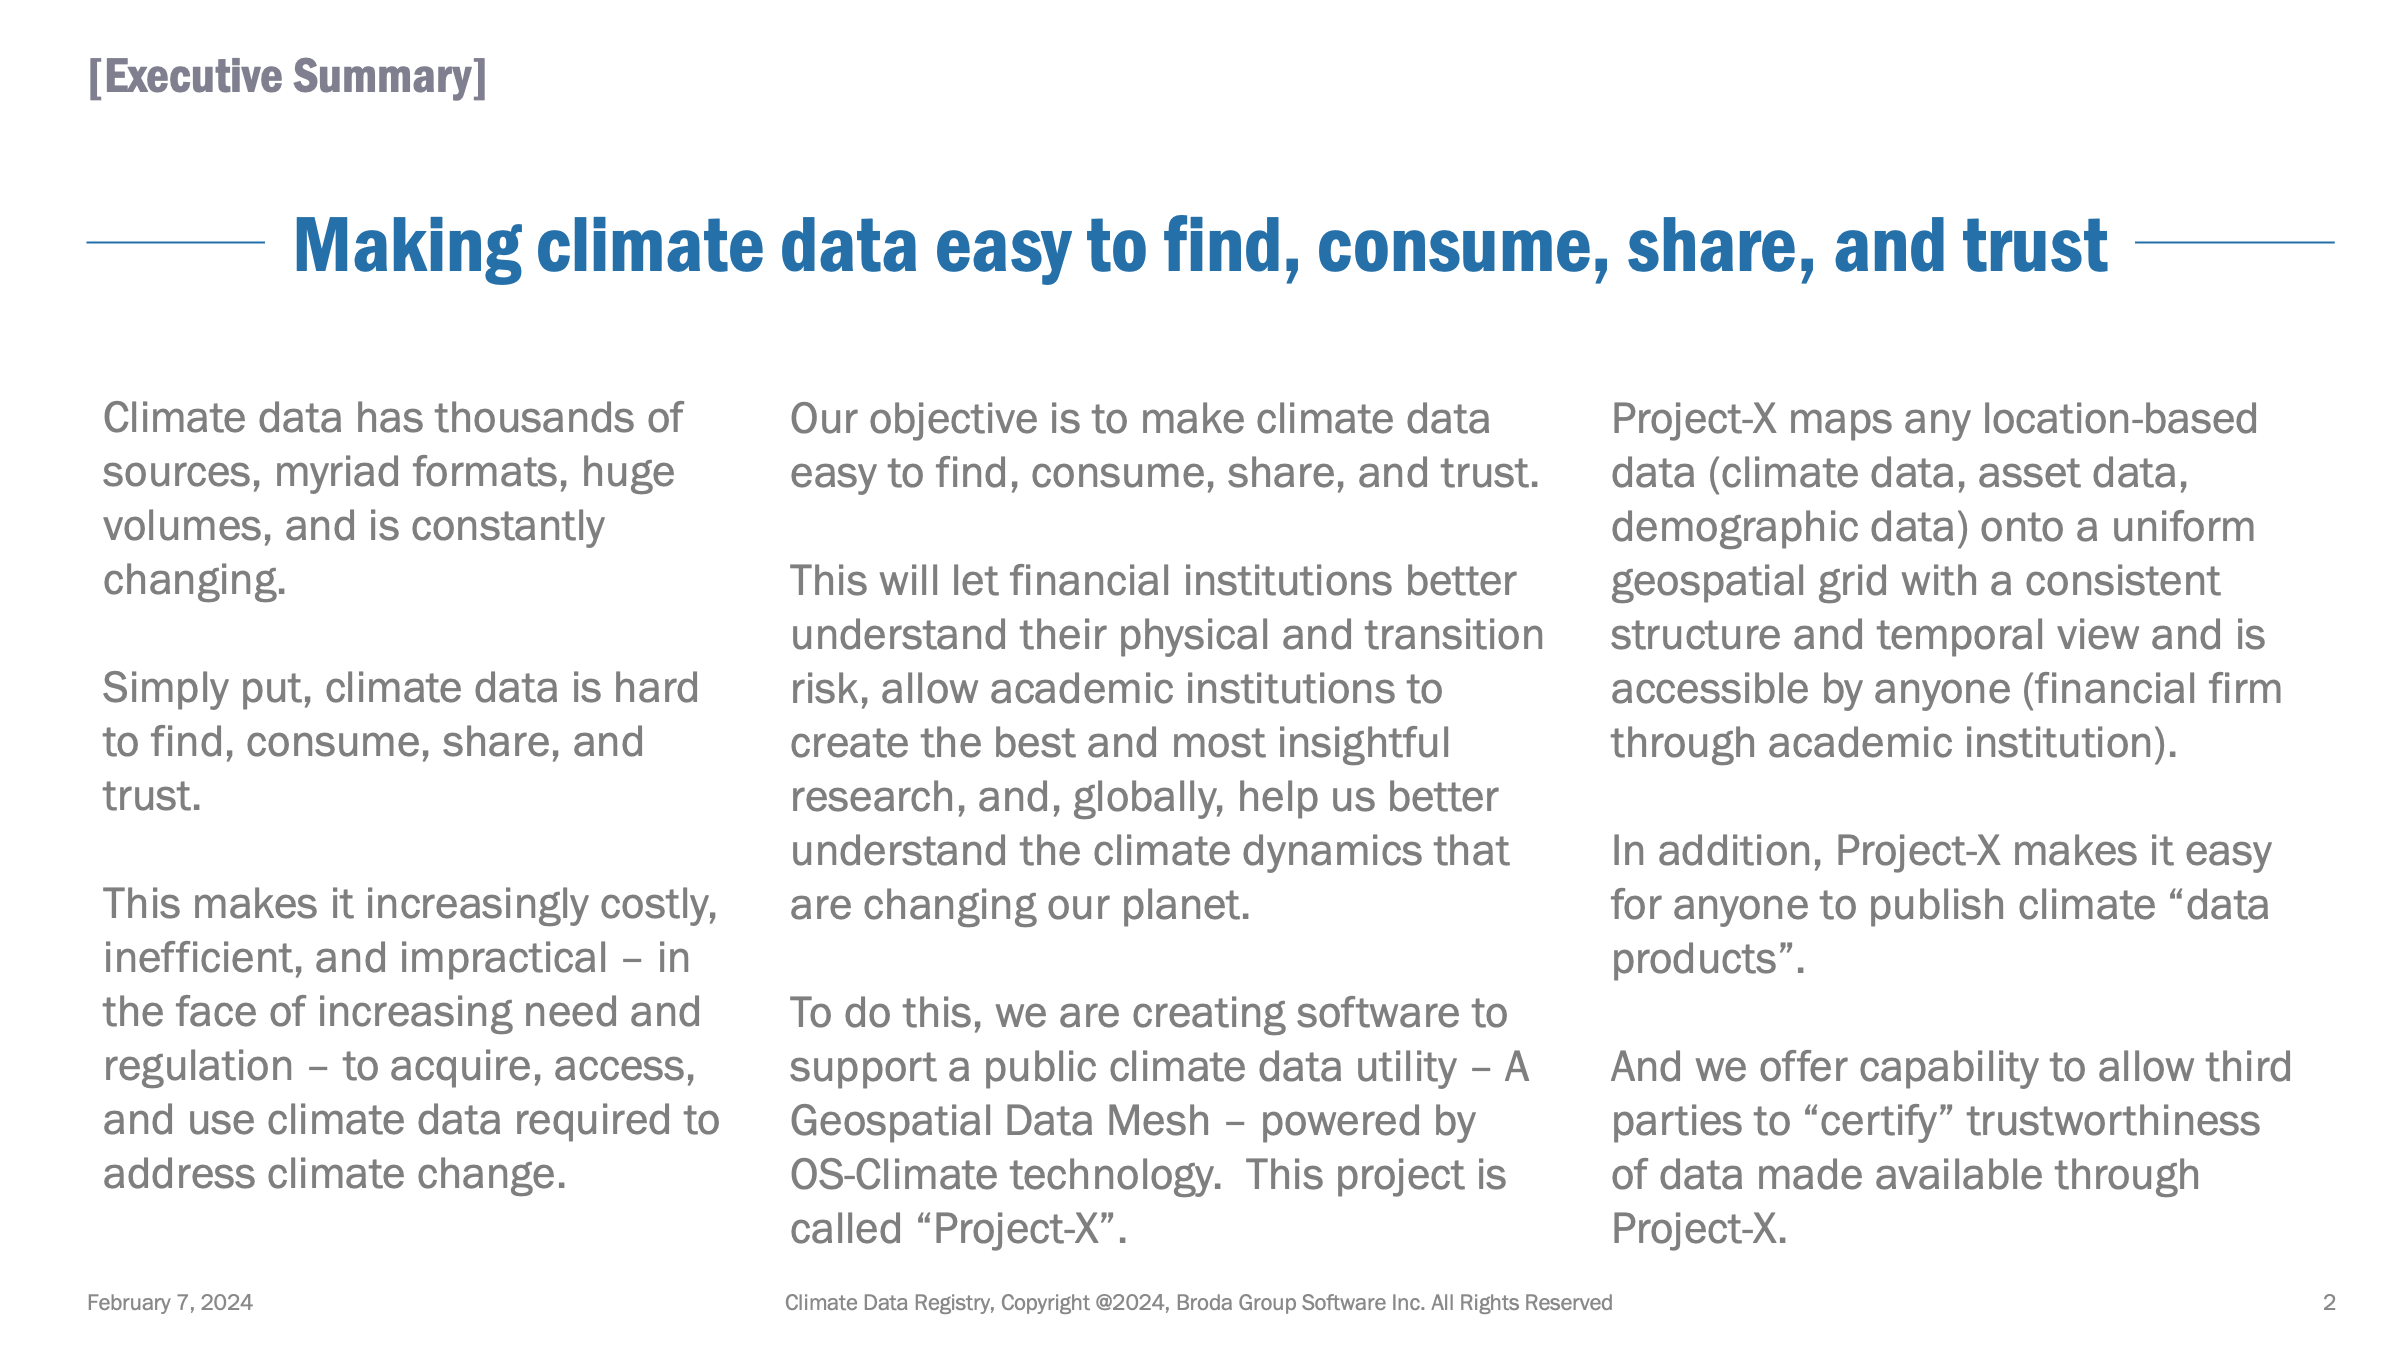 [Executive Summary]
Making climate data easy to find, consume, share, and trust
Climate data has thousands of
sources, myriad formats, huge
volumes, and is constantly
changing.
Simply put, climate data is hard
to find, consume, share, and
trust.
This makes it increasingly costly,
inefficient, and impractical – in
the face of increasing need and
regulation – to acquire, access,
and use climate data required to
address climate change.
Our objective is to make climate data
easy to find, consume, share, and trust.
This will let financial institutions better
understand their physical and transition
risk, allow academic institutions to
create the best and most insightful
research, and, globally, help us better
understand the climate dynamics that
are changing our planet.
To do this, we are creating software to
support a public climate data utility – A
Geospatial Data Mesh – powered by
OS-Climate technology.  This project is
called “Project-X”.
Project-X maps any location-based
data (climate data, asset data,
demographic data) onto a uniform
geospatial grid with a consistent
structure and temporal view and is
accessible by anyone (financial firm
through academic institution).
In addition, Project-X makes it easy
for anyone to publish climate “data
products”.
And we offer capability to allow third
parties to “certify” trustworthiness
of data made available through
Project-X.
February 7, 2024
Climate Data Registry, Copyright @2024, Broda Group Software Inc. All Rights Reserved
2